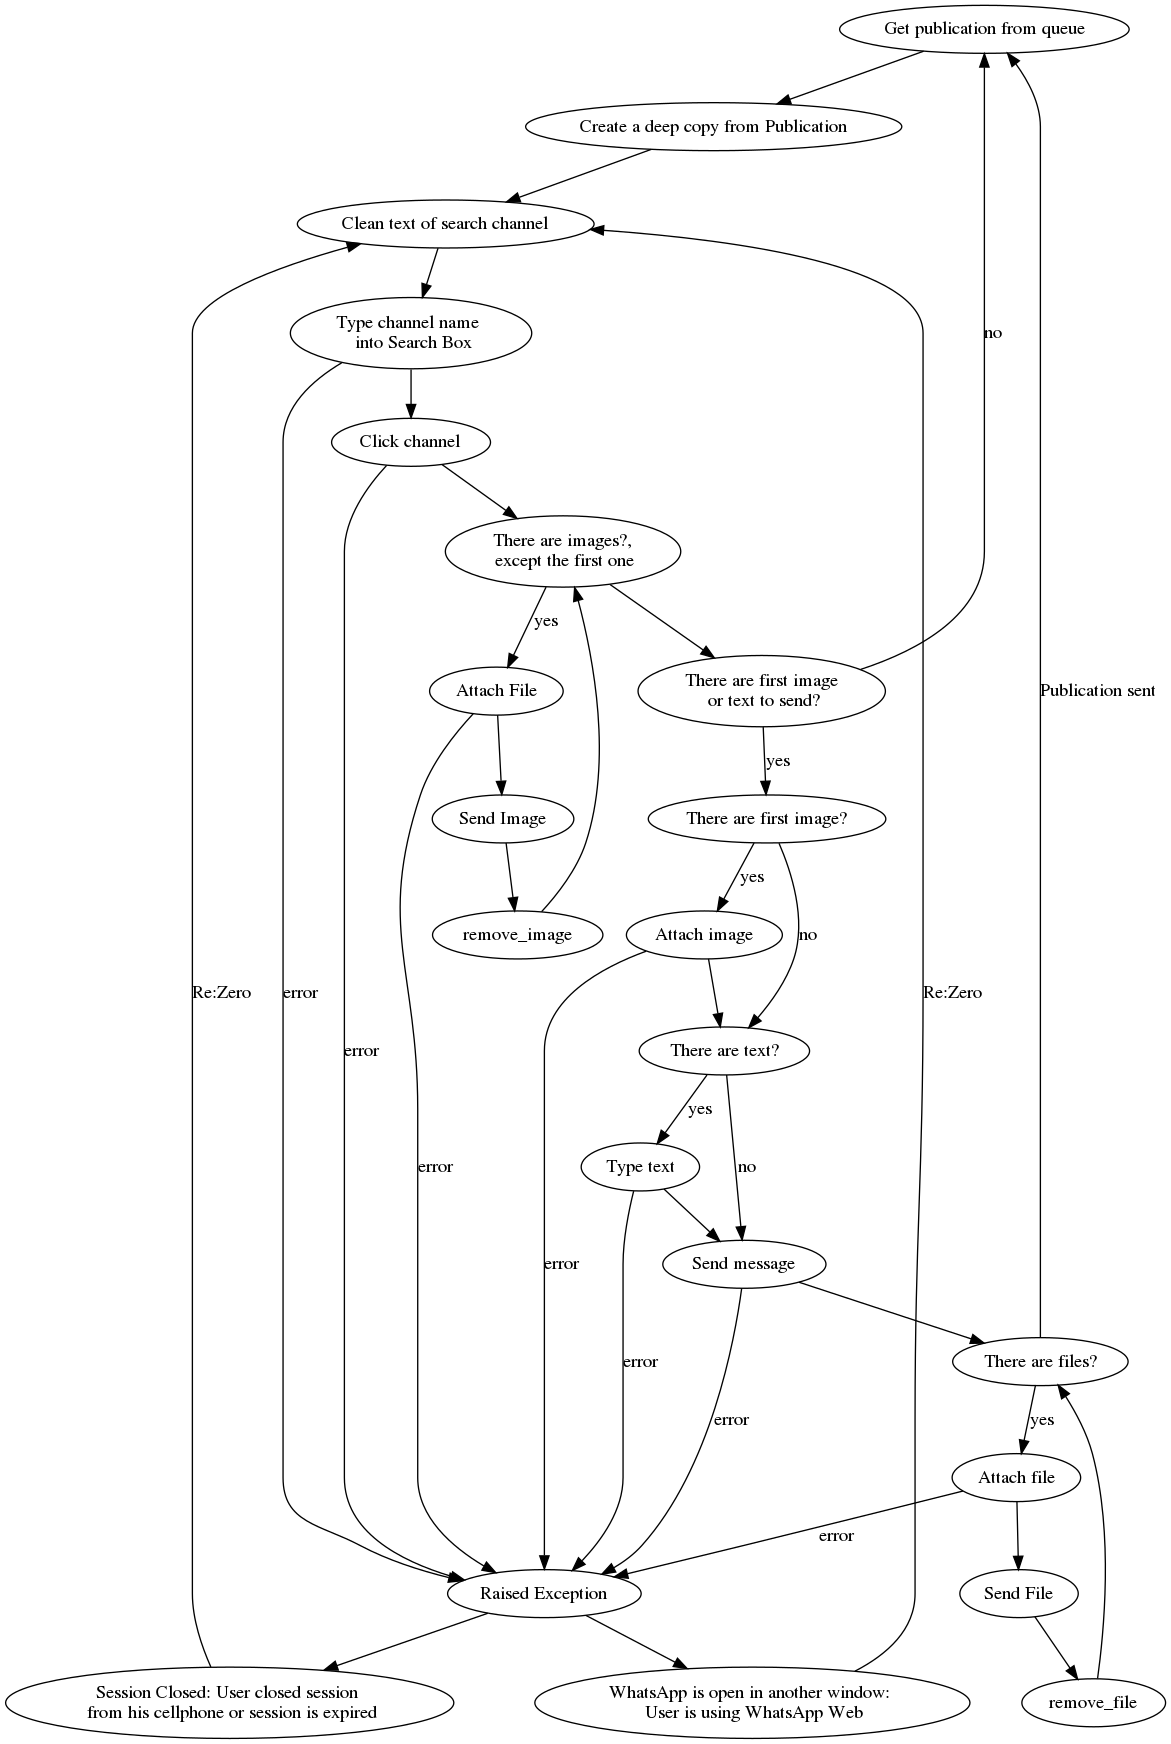 Get publication from queue
Create a deep copy from Publication
Clean text of search channel
Type channel name
into Search Box
no
Click channel
There are images?,
except the first one
yes
Attach File
There are first image
or text to send?
Publication sent
yes
Send Image
There are first image?
yes
remove_image
Attach image
no
Re:Zero
error
Re:Zero
error
There are text?
yes
error
Type text
no
error
Send message
error
There are files?
error
yes
Attach file
error
Raised Exception
Send File
Session Closed: User closed session
from his cellphone or session is expired
WhatsApp is open in another window:
User is using WhatsApp Web
remove_file